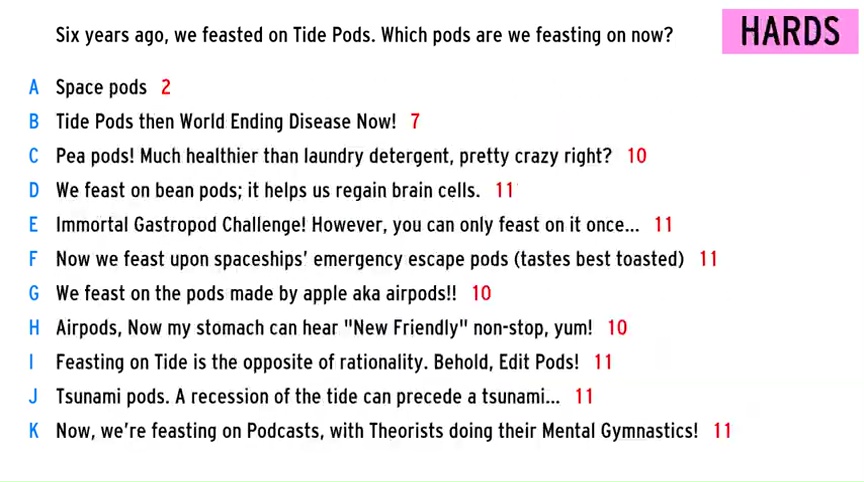 Six years ago, we feasted on Tide Pods. Which pods are we feasting on now?
HARDS
A Space pods 2
B Tide Pods then World Ending Disease Now! 7
C Pea pods! Much healthier than laundry detergent, pretty crazy right? 10
D We feast on bean pods; it helps us regain brain cells. 11
E Immortal Gastropod Challenge! However, you can only feast on it once... 11
F Now we feast upon spaceships' emergency escape pods (tastes best toasted) 11
G We feast on the pods made by apple aka airpods!! 10
H Airpods, Now my stomach can hear "New Friendly" non-stop, yum! 10
I Feasting on Tide is the opposite of rationality. Behold, Edit Pods! 11
J Tsunami pods. A recession of the tide can precede a tsunami... 11
K Now, we're feasting on Podcasts, with Theorists doing their Mental Gymnastics! 11